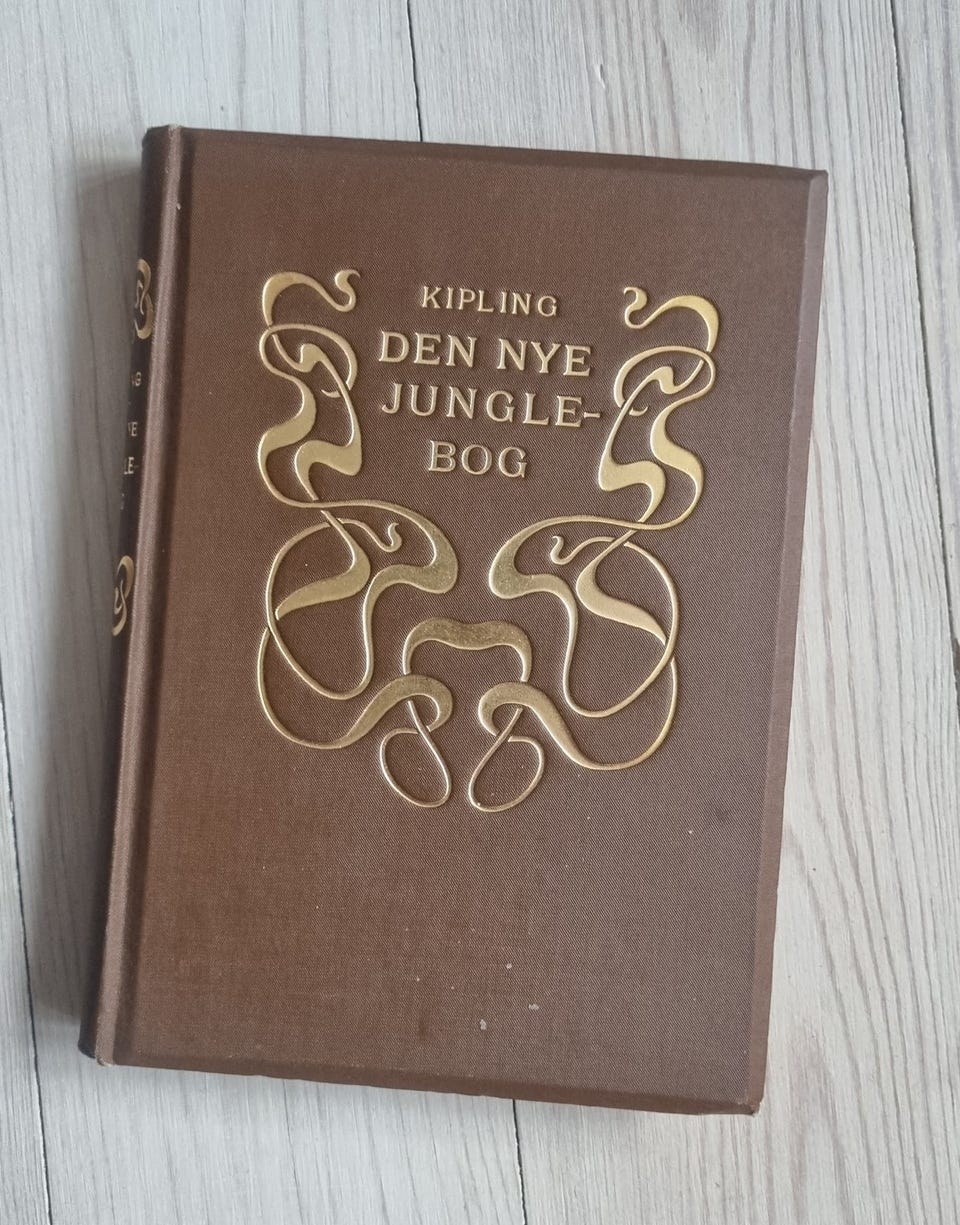 KIPLING
DEN NYE
JUNGLE-
BOG